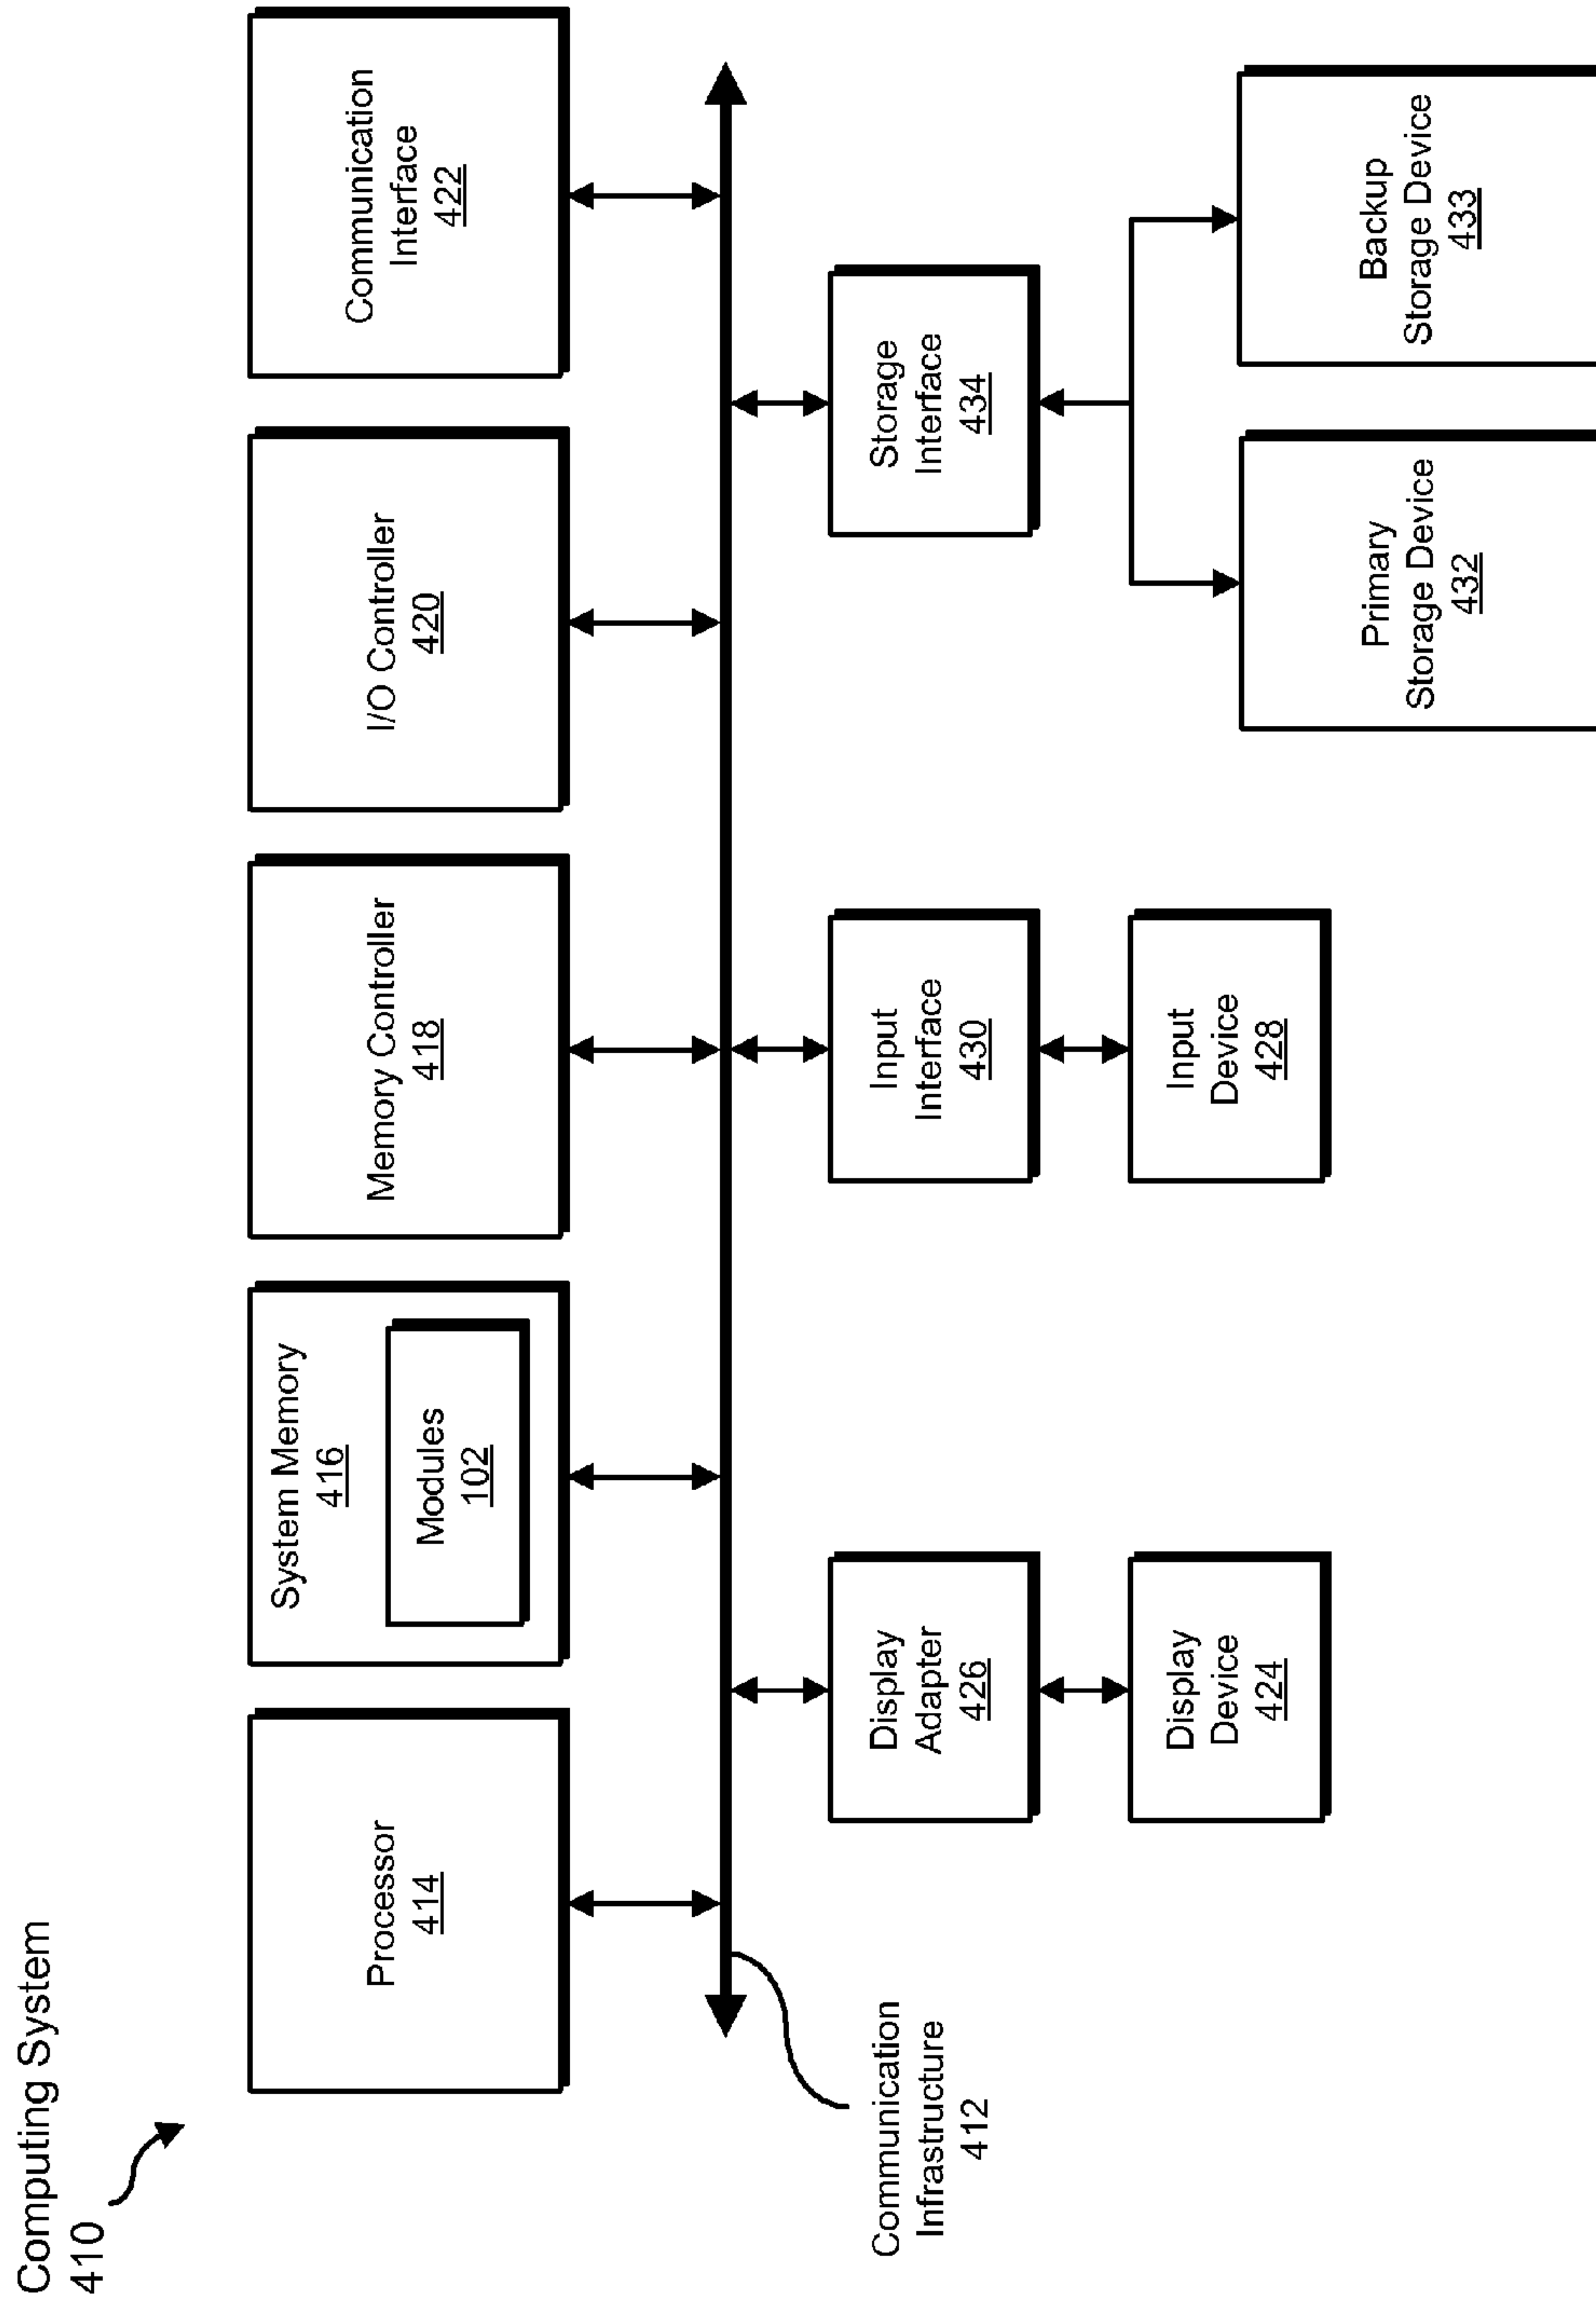 Computing System
410
Processor
414
System Memory
416
Modules
102
Memory Controller
418
I/O Controller
420
Communication
Interface
422
Communication
Infrastructure
412
Display
Adapter
426
Input
Interface
430
Storage
Interface
434
Display
Device
424
Input
Device
428
Primary
Storage Device
432
Backup
Storage Device
433